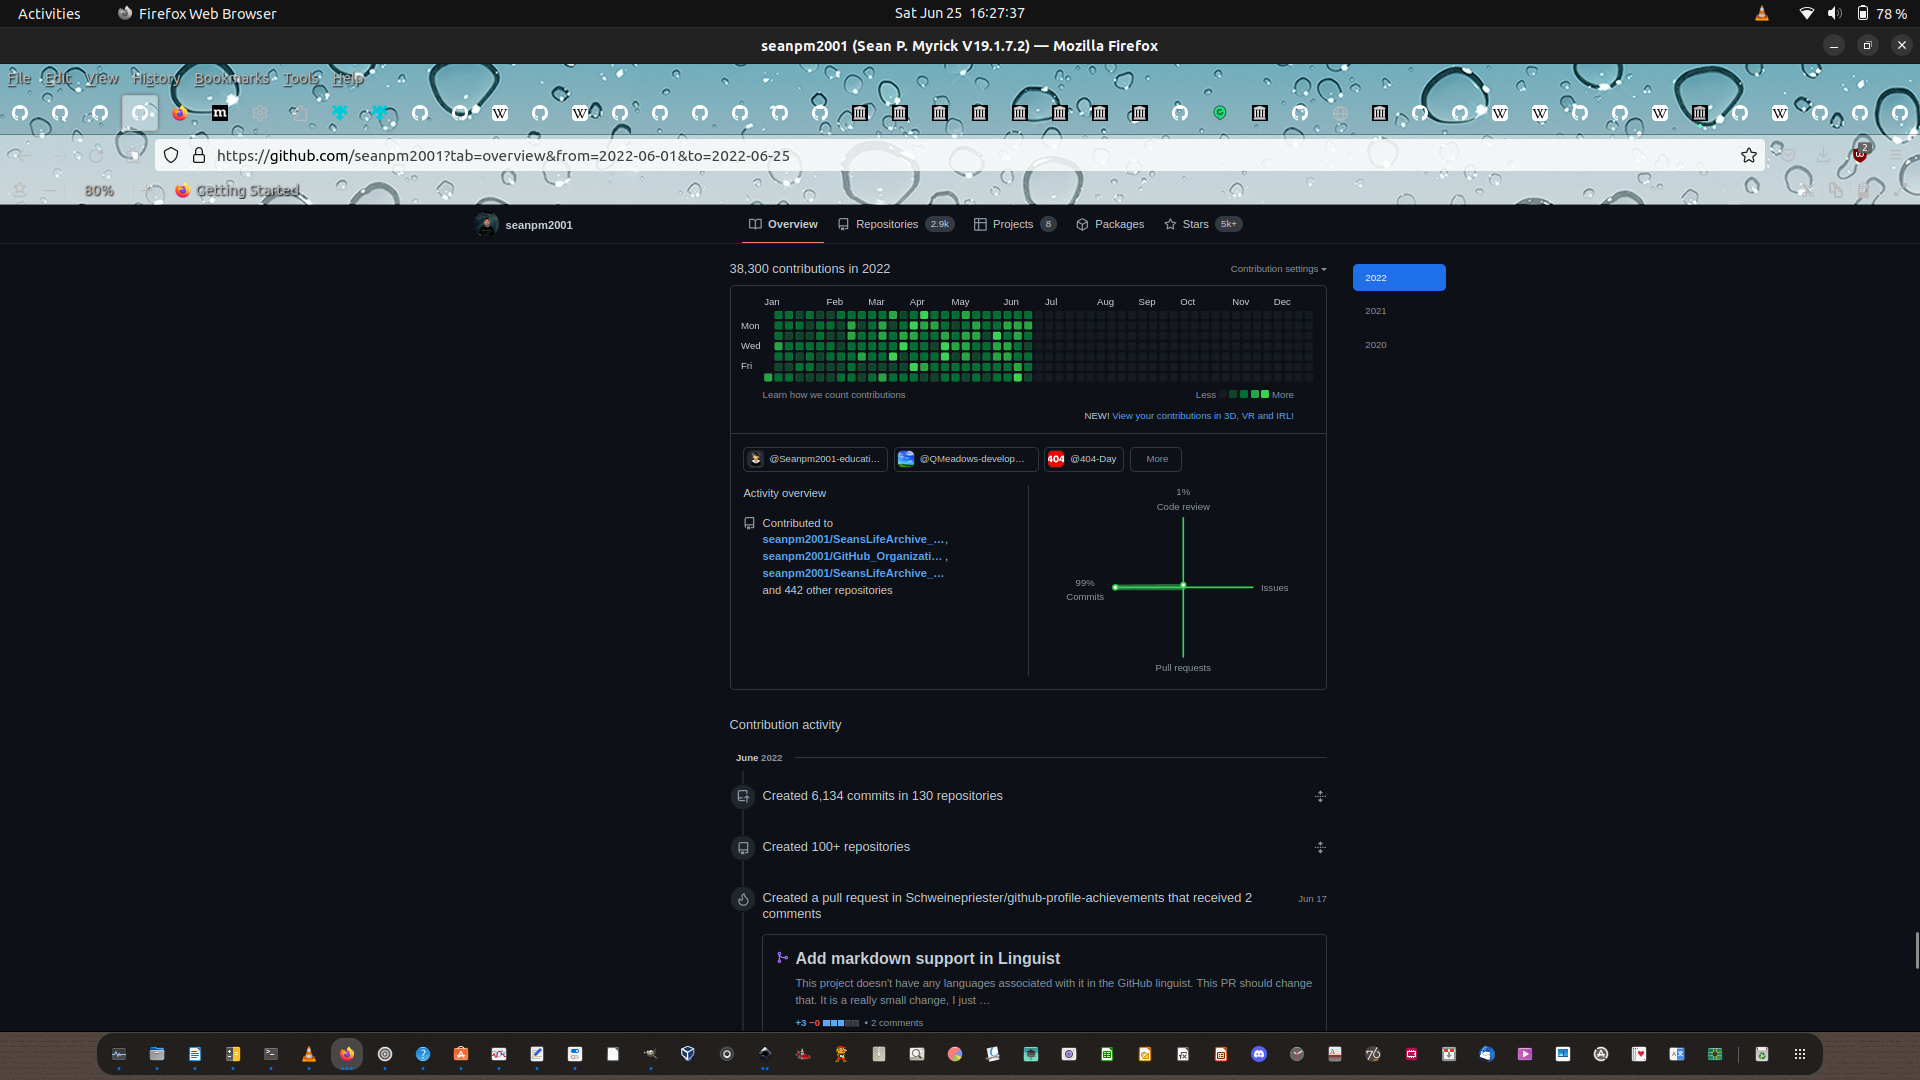 Activities
Firefox Web Browser
Sat Jun 25 16:27:37
78 %
seanpm2001 (Sean P. Myrick V19.1.7.2) — Mozilla Firefox
File Edit View History Bookmarks Tools Help
https://github.com/seanpm2001?tab=overview&from=2022-06-01&to=2022-06-25
2
80%
Getting Started
seanpm2001
Overview
Repositories 2.9k
Projects 8
Packages
Stars 5k+
38,300 contributions in 2022
Contribution settings
2022
2021
2020
Jan Feb Mar Apr May Jun Jul Aug Sep Oct Nov Dec
Mon
Wed
Fri
Learn how we count contributions
Less More
NEW! View your contributions in 3D, VR and IRL!
@Seanpm2001-educati...
@QMeadows-develop...
404 @404-Day
More
Activity overview
Contributed to
seanpm2001/SeansLifeArchive_...,
seanpm2001/GitHub_Organizati... ,
seanpm2001/SeansLifeArchive_...
and 442 other repositories
1%
Code review
99%
Commits
Issues
Pull requests
Contribution activity
June 2022
Created 6,134 commits in 130 repositories
Created 100+ repositories
Created a pull request in Schweinepriester/github-profile-achievements that received 2
comments
Jun 17
Add markdown support in Linguist
This project doesn't have any languages associated with it in the GitHub linguist. This PR should change
that. It is a really small change, I just …
+3 −0 • 2 comments